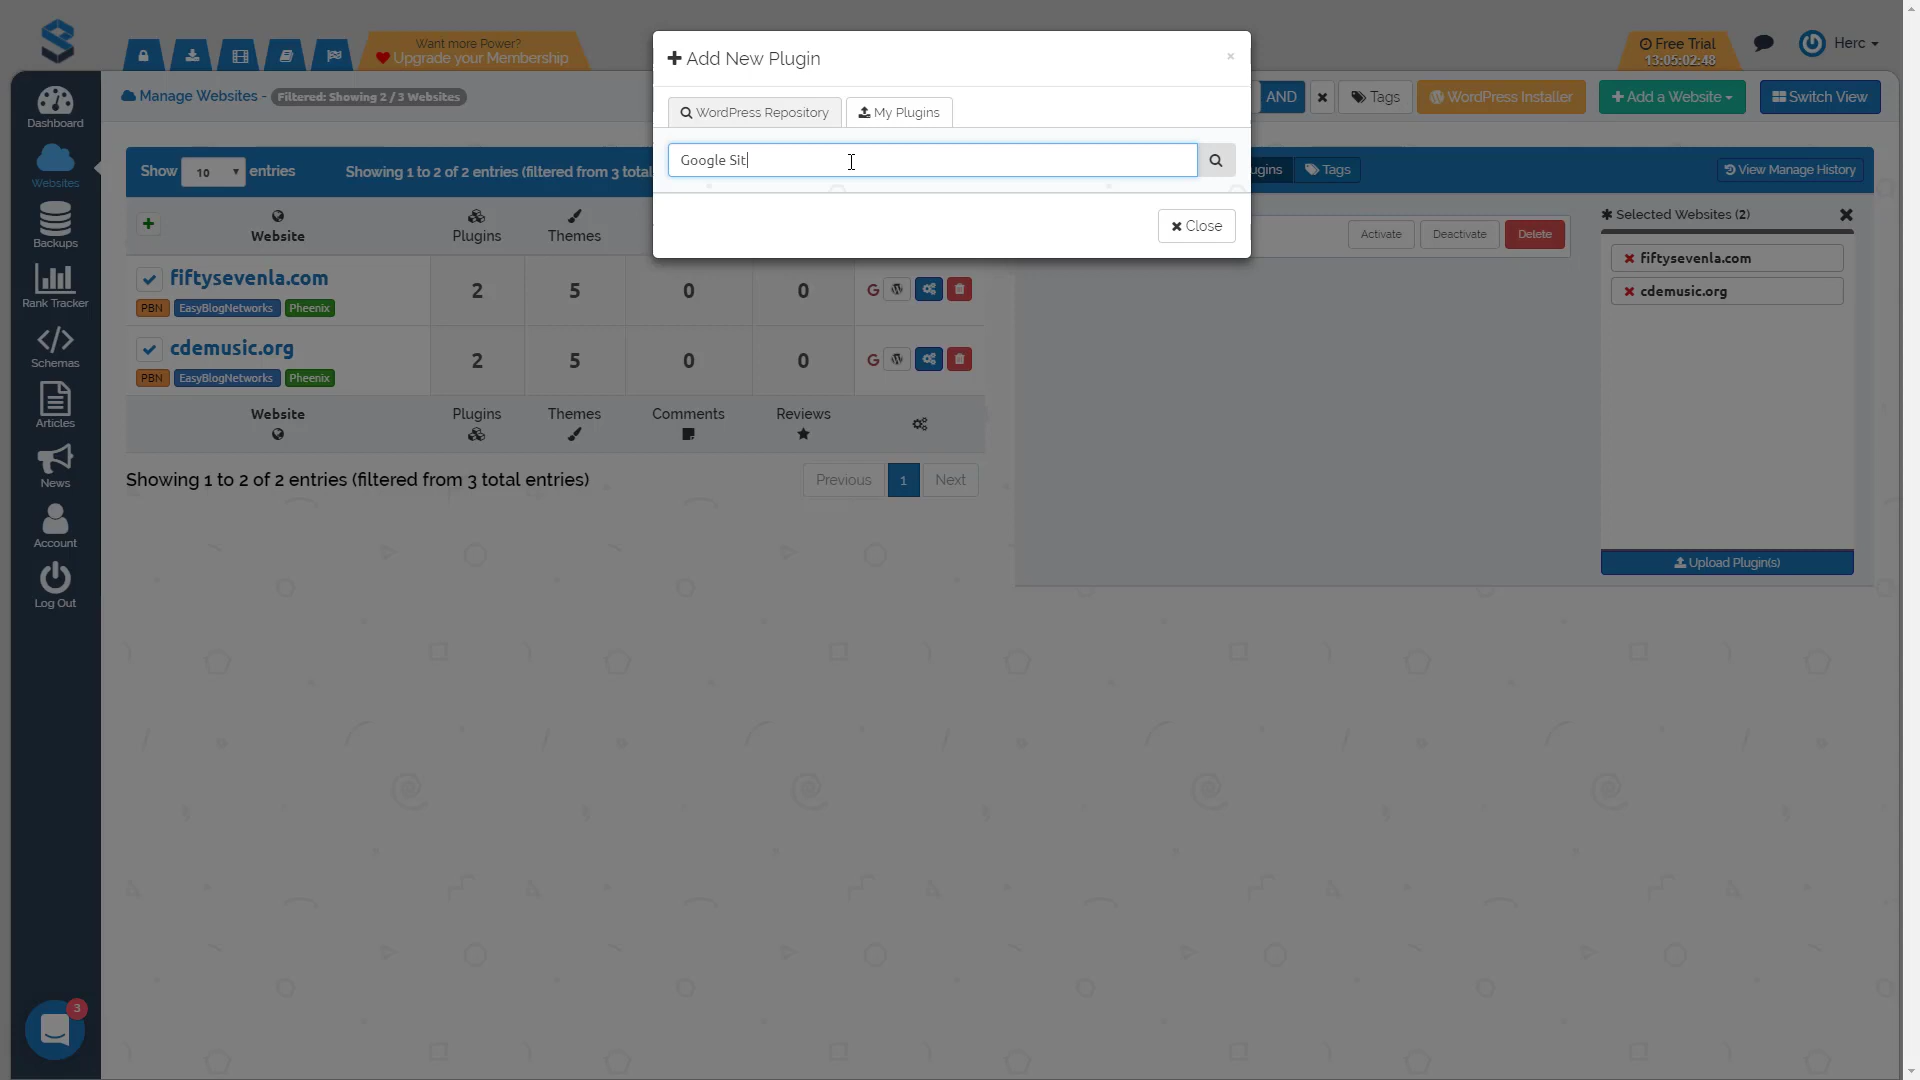 Want more Power?
Upgrade your Membership
Free Trial
13:05:02:48
Herc
Manage Websites - Filtered: Showing 2 / 3 Websites
AND
Tags
WordPress Installer
Add a Website
Switch View
Add New Plugin
×
WordPress Repository
My Plugins
Google Sit
Close
Dashboard
Websites
Backups
Rank Tracker
Schemas
Articles
News
Account
Log Out
3
Show 10 entries
Showing 1 to 2 of 2 entries (filtered from 3 total
ugins
Tags
View Manage History
Website
Plugins
Themes
fiftysevenla.com
PBN EasyBlogNetworks Pheenix
2 5 0 0
G
cdemusic.org
PBN EasyBlogNetworks Pheenix
2 5 0 0
G
Website
Plugins
Themes
Comments
Reviews
Showing 1 to 2 of 2 entries (filtered from 3 total entries)
Previous 1 Next
Activate
Deactivate
Delete
Selected Websites (2)
fiftysevenla.com
cdemusic.org
Upload Plugin(s)